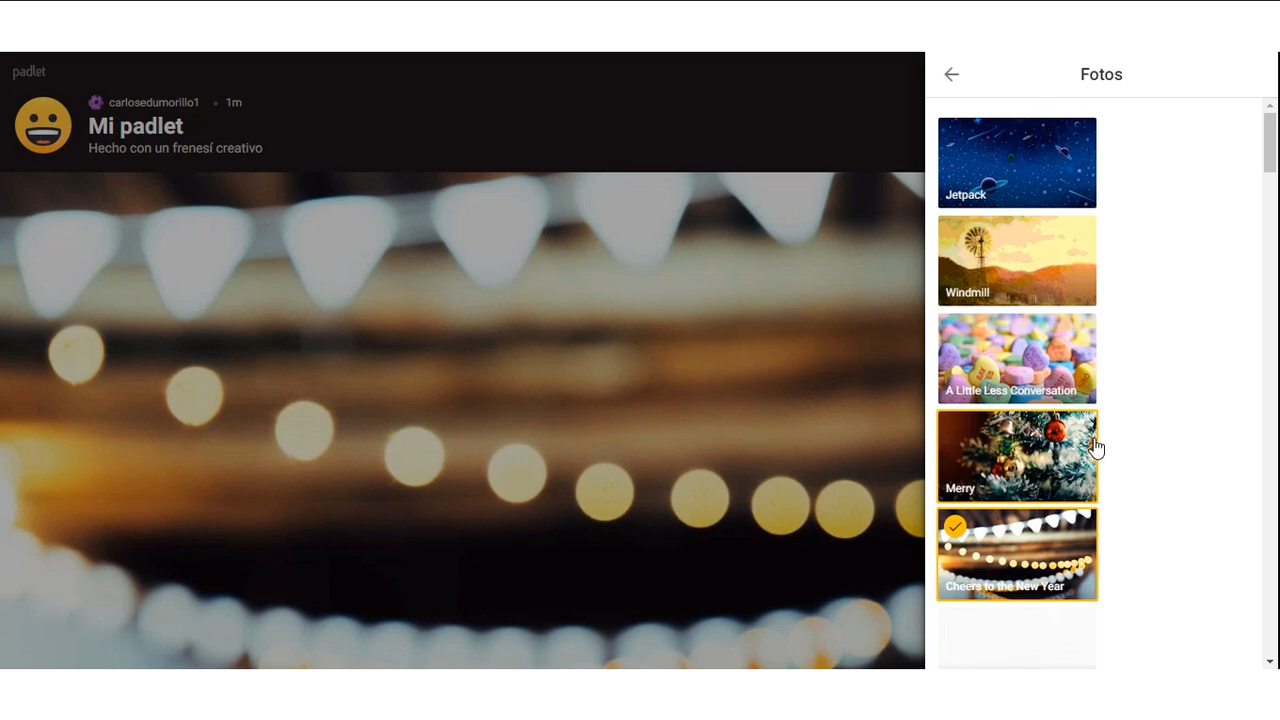 padlet
carlosedumorillo1 • 1m
Mi padlet
Hecho con un frenesí creativo
Fotos
Jetpack
Windmill
A Little Less Conversation
Merry
Cheers to the New Year